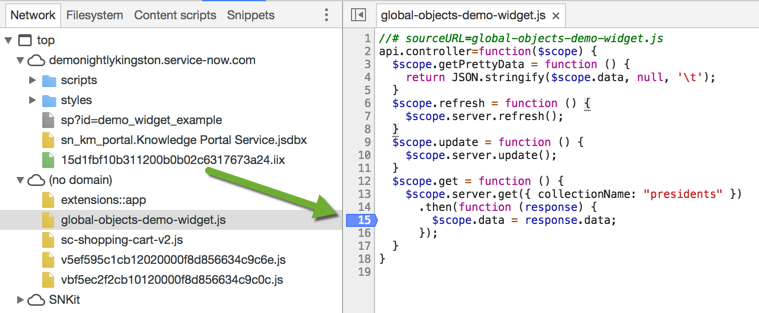 Network Filesystem Content scripts Snippets
top
demonightlykingston.service-now.com
scripts
styles
sp?id=demo_widget_example
sn_km_portal.Knowledge Portal Service.jsdbx
15d1fbf10b311200b0b02c6317673a24.iix
(no domain)
extensions::app
global-objects-demo-widget.js
sc-shopping-cart-v2.js
v5ef595c1cb12020000f8d856634c9c6e.js
vbf5ec2f2cb10120000f8d856634c9c0c.js
SNKit
global-objects-demo-widget.js ×
1 //# sourceURL=global-objects-demo-widget.js
2 api.controller=function($scope) {
3 $scope.getPrettyData = function () {
4 return JSON.stringify($scope.data, null, '\t');
5 }
6 $scope.refresh = function () {
7 $scope.server.refresh();
8 }
9 $scope.update = function () {
10 $scope.server.update();
11 }
12 $scope.get = function () {
13 $scope.server.get({ collectionName: "presidents" })
14 .then(function (response) {
15 $scope.data = response.data;
16 });
17 }
18 }
19